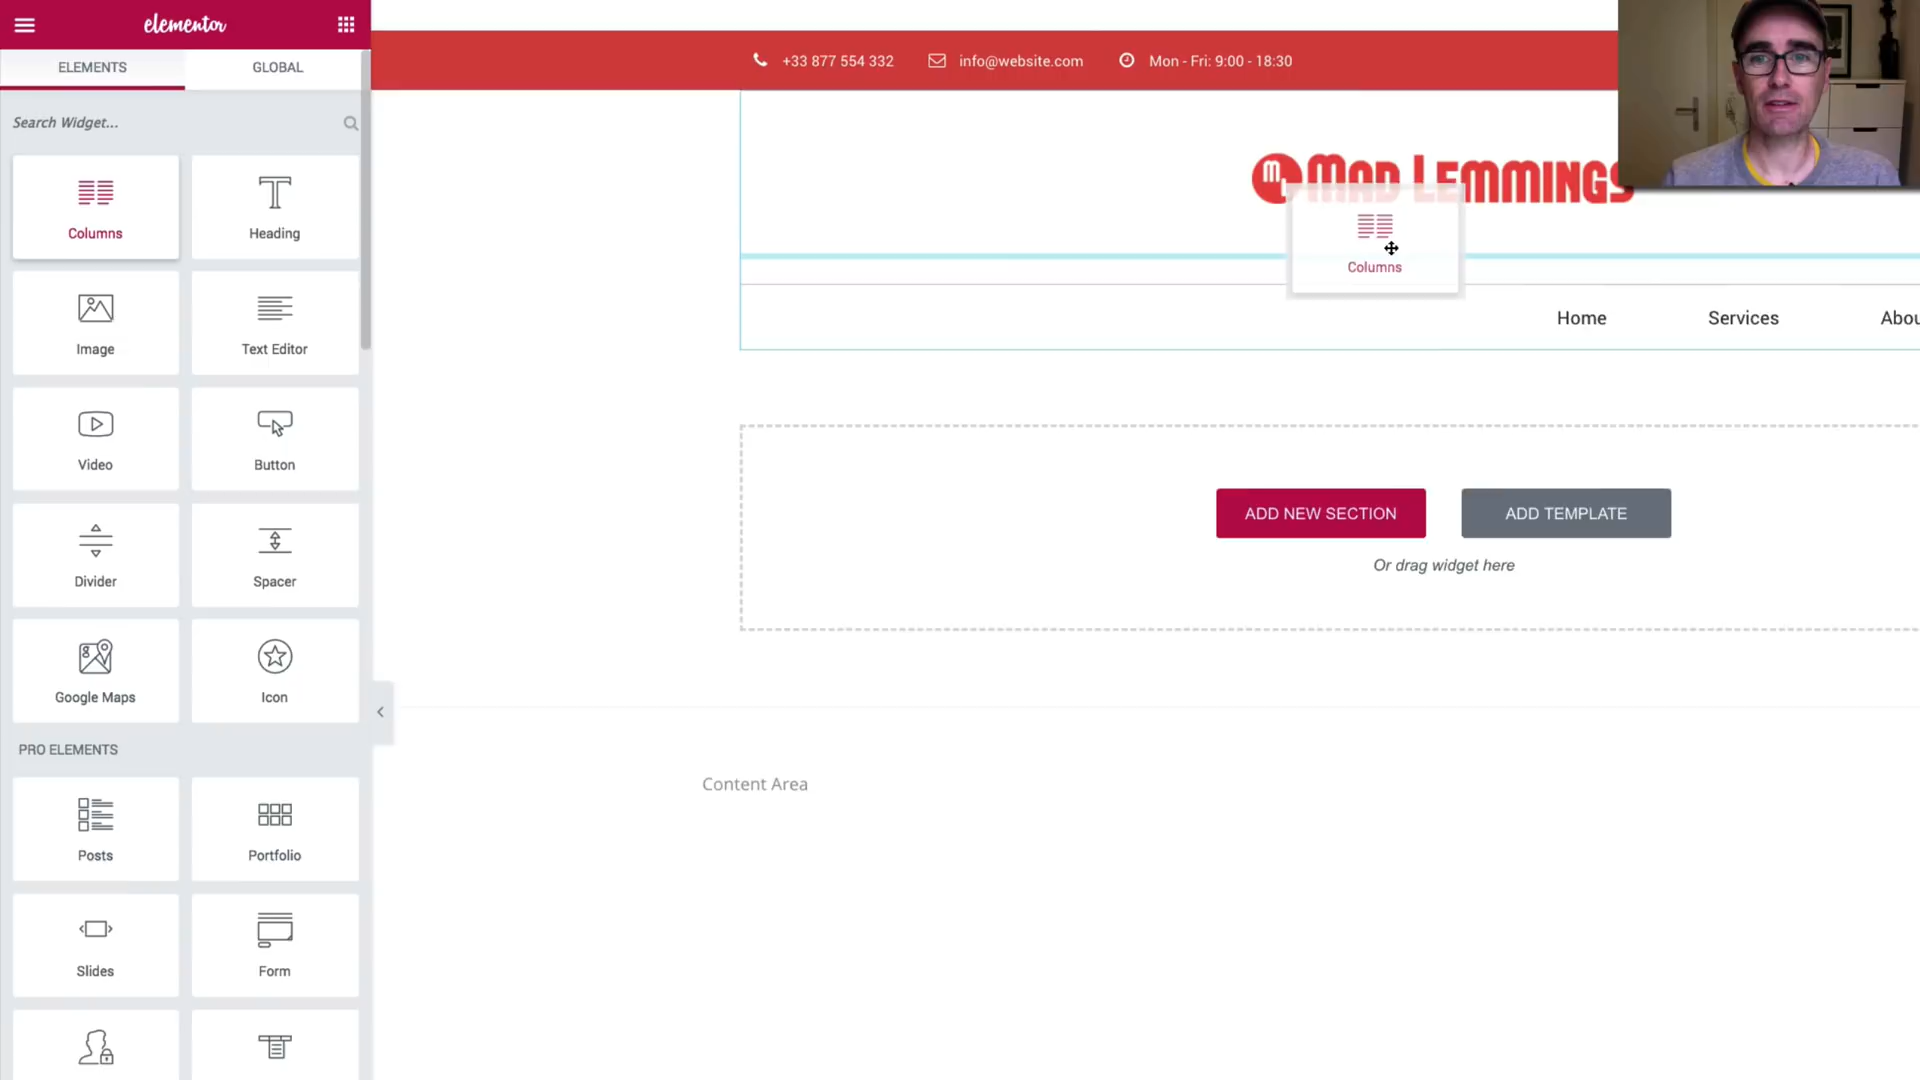 elementor
ELEMENTS
GLOBAL
Search Widget...
Columns
Heading
Image
Text Editor
Video
Button
Divider
Spacer
Google Maps
Icon
PRO ELEMENTS
Posts
Portfolio
Slides
Form
+33 877 554 332
info@website.com
Mon - Fri: 9:00 - 18:30
MAD LEMMINGS
Columns
Home
Services
Abou
ADD NEW SECTION
ADD TEMPLATE
Or drag widget here
Content Area